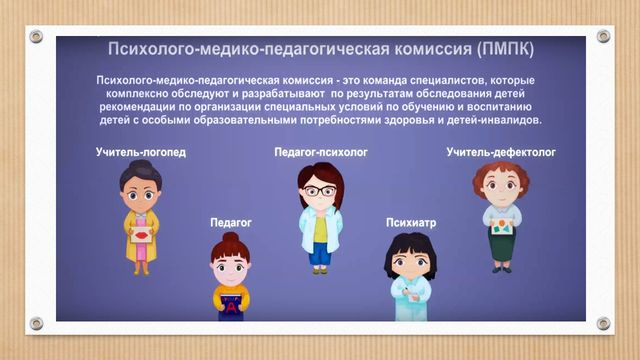 Психолого-медико-педагогическая комиссия (ПМПК)
Психолого-медико-педагогическая комиссия - это команда специалистов, которые
комплексно обследуют и разрабатывают по результатам обследования детей
рекомендации по организации специальных условий по обучению и воспитанию
детей с особыми образовательными потребностями здоровья и детей-инвалидов.
Учитель-логопед
Педагог-психолог
Учитель-дефектолог
Педагог
Психиатр
А